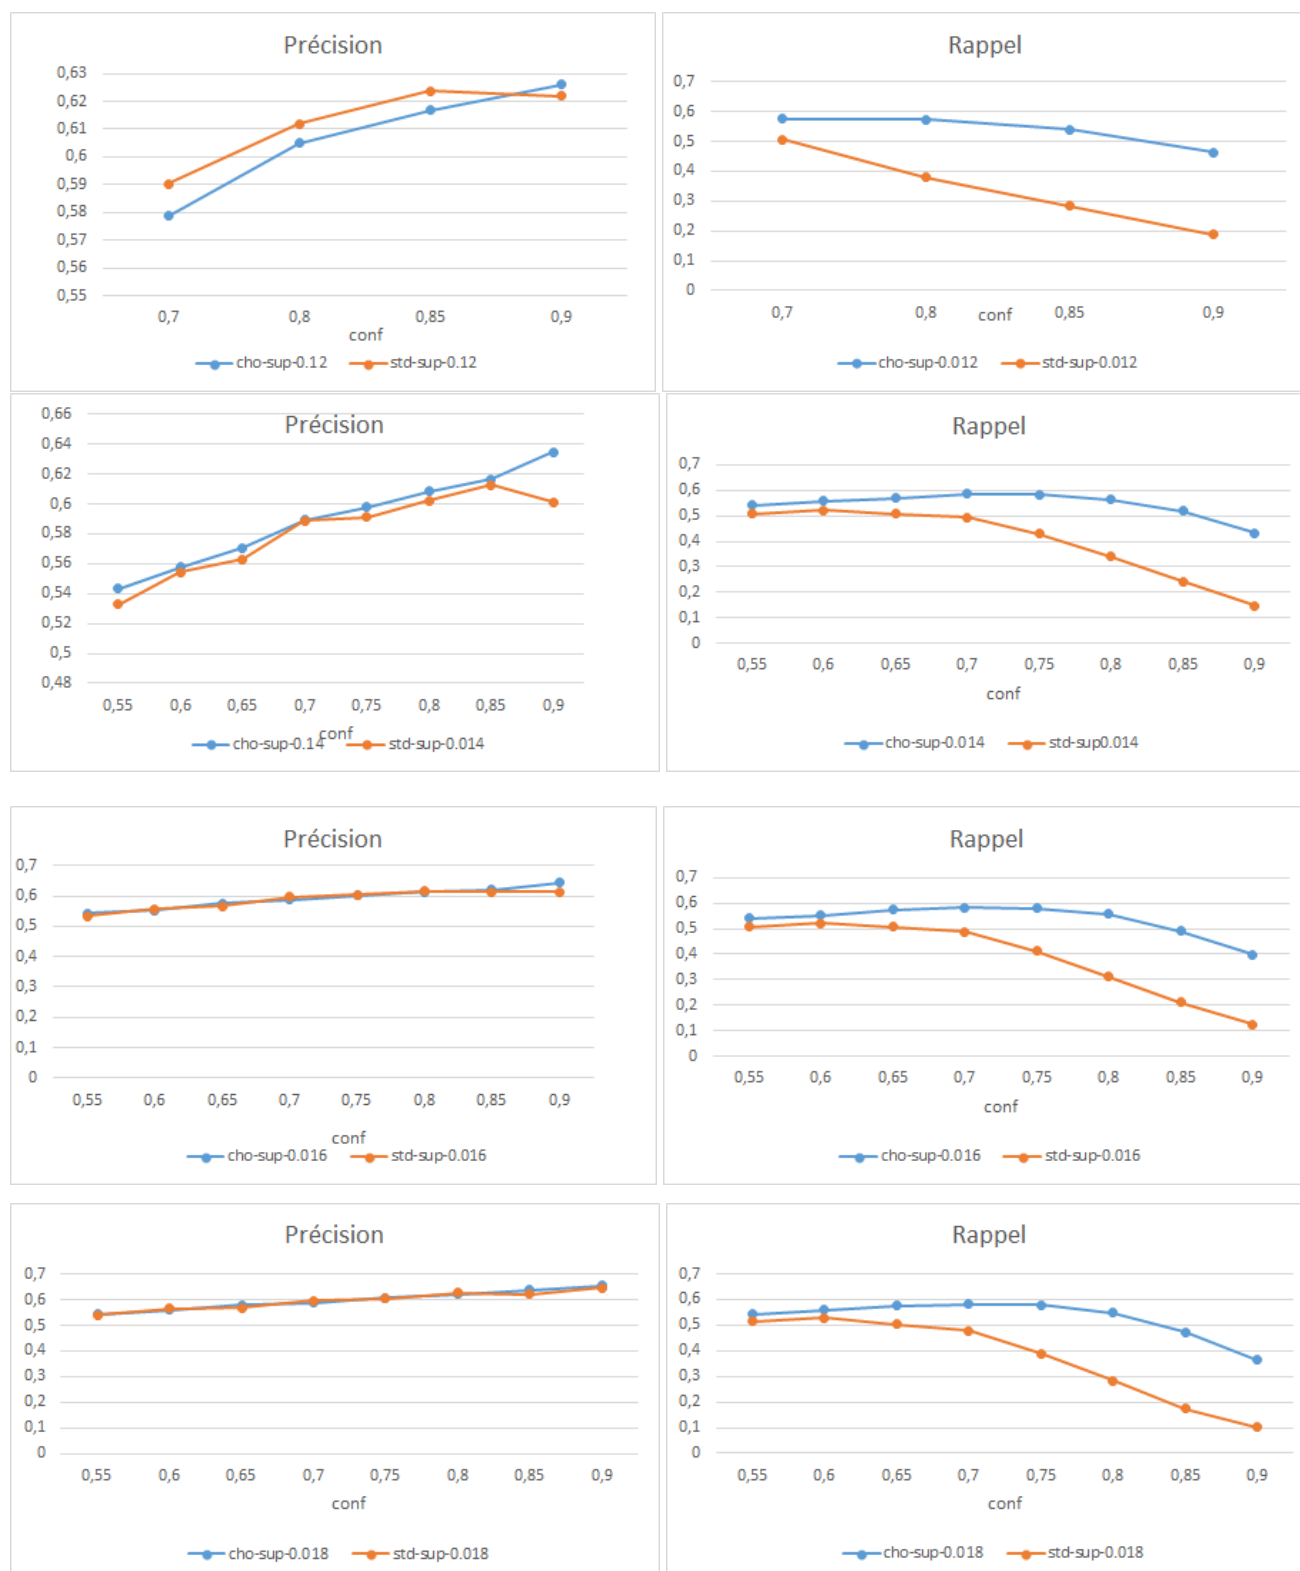 Précision
0,63
0,62
0,61
0,6
0,59
0,58
0,57
0,56
0,55
0,7 0,8 0,85 0,9
conf
cho-sup-0.12 std-sup-0.12
Rappel
0,7
0,6
0,5
0,4
0,3
0,2
0,1
0
0,7 0,8 0,85 0,9
conf
cho-sup-0.012 std-sup-0.012
Précision
0,66
0,64
0,62
0,6
0,58
0,56
0,54
0,52
0,5
0,48
0,55 0,6 0,65 0,7 0,75 0,8 0,85 0,9
conf
cho-sup-0.14 std-sup-0.014
Rappel
0,7
0,6
0,5
0,4
0,3
0,2
0,1
0
0,55 0,6 0,65 0,7 0,75 0,8 0,85 0,9
conf
cho-sup-0.014 std-sup0.014
Précision
0,7
0,6
0,5
0,4
0,3
0,2
0,1
0
0,55 0,6 0,65 0,7 0,75 0,8 0,85 0,9
conf
cho-sup-0.016 std-sup-0.016
Rappel
0,7
0,6
0,5
0,4
0,3
0,2
0,1
0
0,55 0,6 0,65 0,7 0,75 0,8 0,85 0,9
conf
cho-sup-0.016 std-sup-0.016
Précision
0,7
0,6
0,5
0,4
0,3
0,2
0,1
0
0,55 0,6 0,65 0,7 0,75 0,8 0,85 0,9
conf
cho-sup-0.018 std-sup-0.018
Rappel
0,7
0,6
0,5
0,4
0,3
0,2
0,1
0
0,55 0,6 0,65 0,7 0,75 0,8 0,85 0,9
conf
cho-sup-0.018 std-sup-0.018